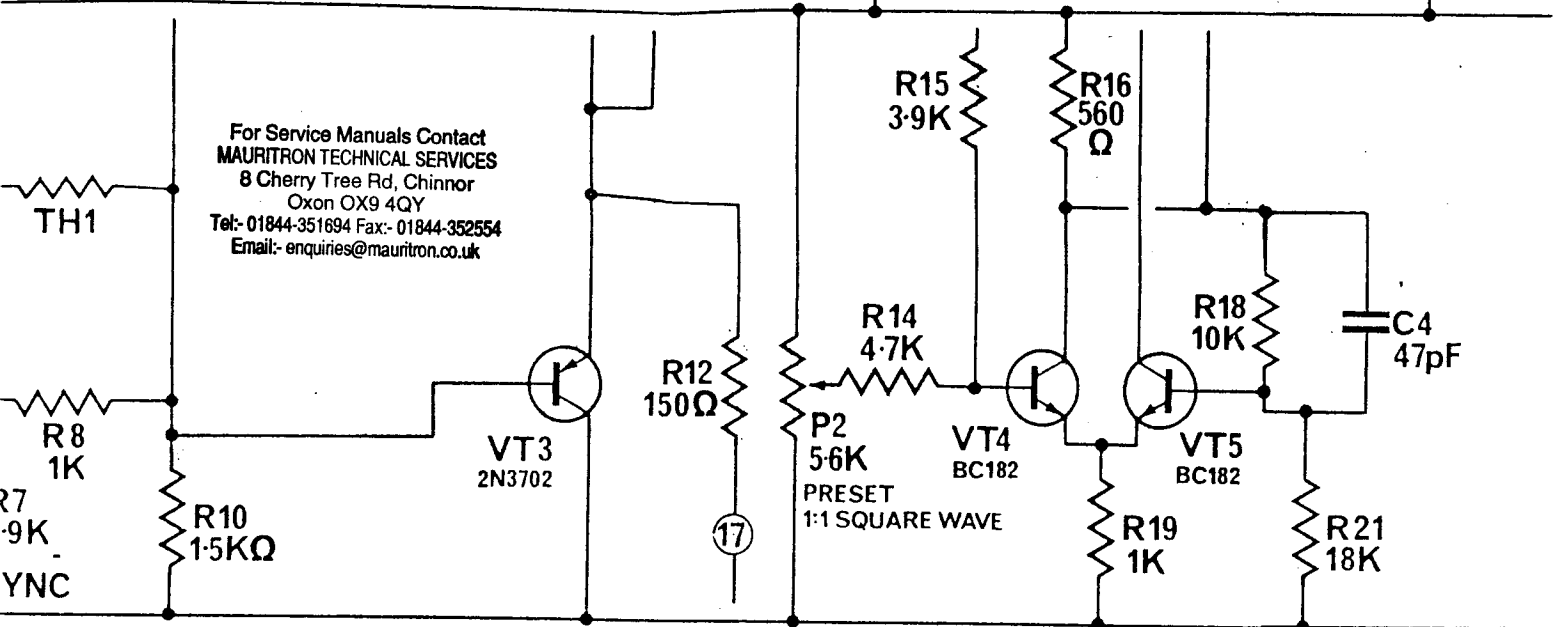 For Service Manuals Contact
MAURITRON TECHNICAL SERVICES
8 Cherry Tree Rd, Chinnor
Oxon OX9 4QY
Tel:- 01844-351694 Fax:- 01844-352554
Email:- enquiries@mauritron.co.uk
TH1
R8
1K
R7
·9K
YNC
R10
1·5KΩ
VT3
2N3702
R12
150Ω
17
P2
5·6K
PRESET
1:1 SQUARE WAVE
R14
4·7K
R15
3·9K
R16
560
Ω
VT4
BC182
VT5
BC182
R18
10K
C4
47pF
R19
1K
R21
18K